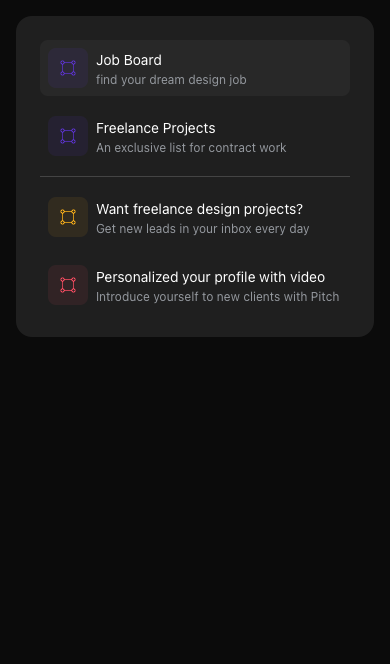 Job Board
find your dream design job
Freelance Projects
An exclusive list for contract work
Want freelance design projects?
Get new leads in your inbox every day
Personalized your profile with video
Introduce yourself to new clients with Pitch